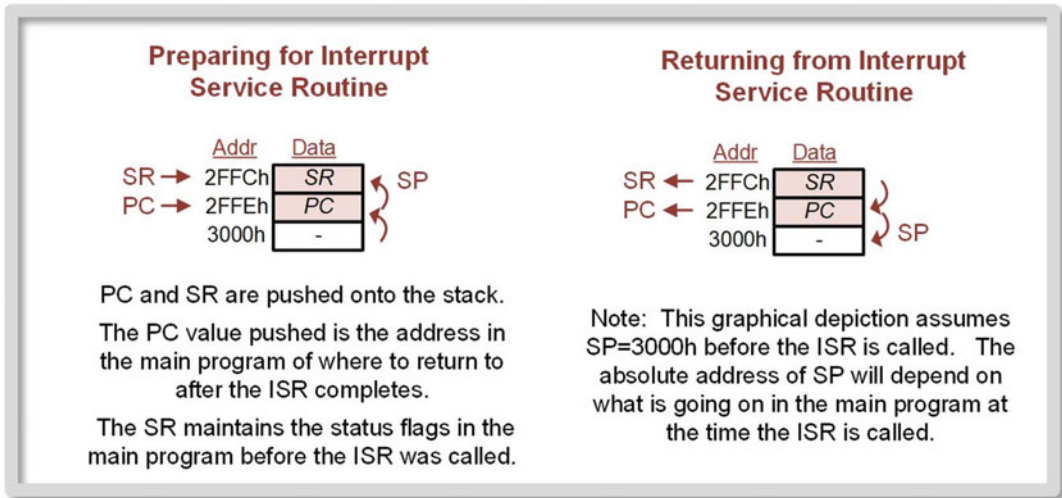 Preparing for Interrupt
Service Routine
Addr Data
SR 2FFCh SR SP
PC 2FFEh PC
3000h -
PC and SR are pushed onto the stack.
The PC value pushed is the address in
the main program of where to return to
after the ISR completes.
The SR maintains the status flags in the
main program before the ISR was called.
Returning from Interrupt
Service Routine
Addr Data
SR 2FFCh SR
PC 2FFEh PC
3000h - SP
Note: This graphical depiction assumes
SP=3000h before the ISR is called. The
absolute address of SP will depend on
what is going on in the main program at
the time the ISR is called.